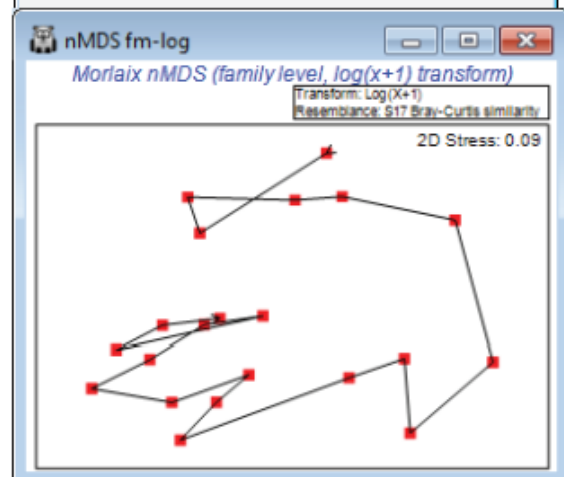 nMDS fm-log
Morlaix nMDS (family level, log(x+1) transform)
Transform: Log(X+1)
Resemblance: S17 Bray-Curtis similarity
2D Stress: 0.09